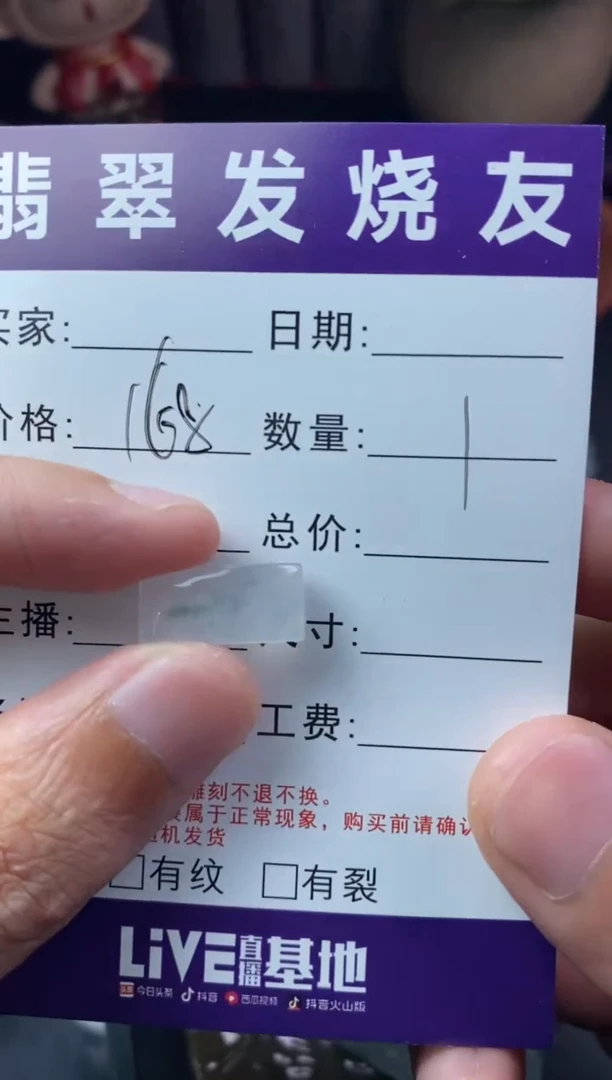 翡翠发烧友
买家: 日期:
价格: 168 数量: 1
总价:
主播: 尺寸:
工费:
雕刻不退不换。
属于正常现象，购买前请确认
机发货
□有纹 □有裂
LiVE直播基地
头条 今日头条 抖音 西瓜视频 抖音火山版